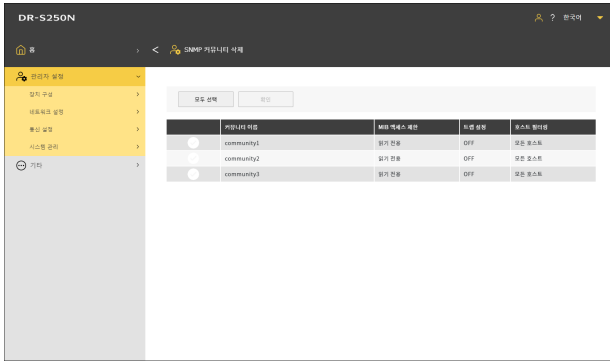 DR-S250N
? 한국어
홈
SNMP 커뮤니티 삭제
관리자 설정
장치 구성
네트워크 설정
통신 설정
시스템 관리
기타
모두 선택 확인
커뮤니티 이름 MIB 액세스 제한 트랩 설정 호스트 필터링
community1 읽기 전용 OFF 모든 호스트
community2 읽기 전용 OFF 모든 호스트
community3 읽기 전용 OFF 모든 호스트